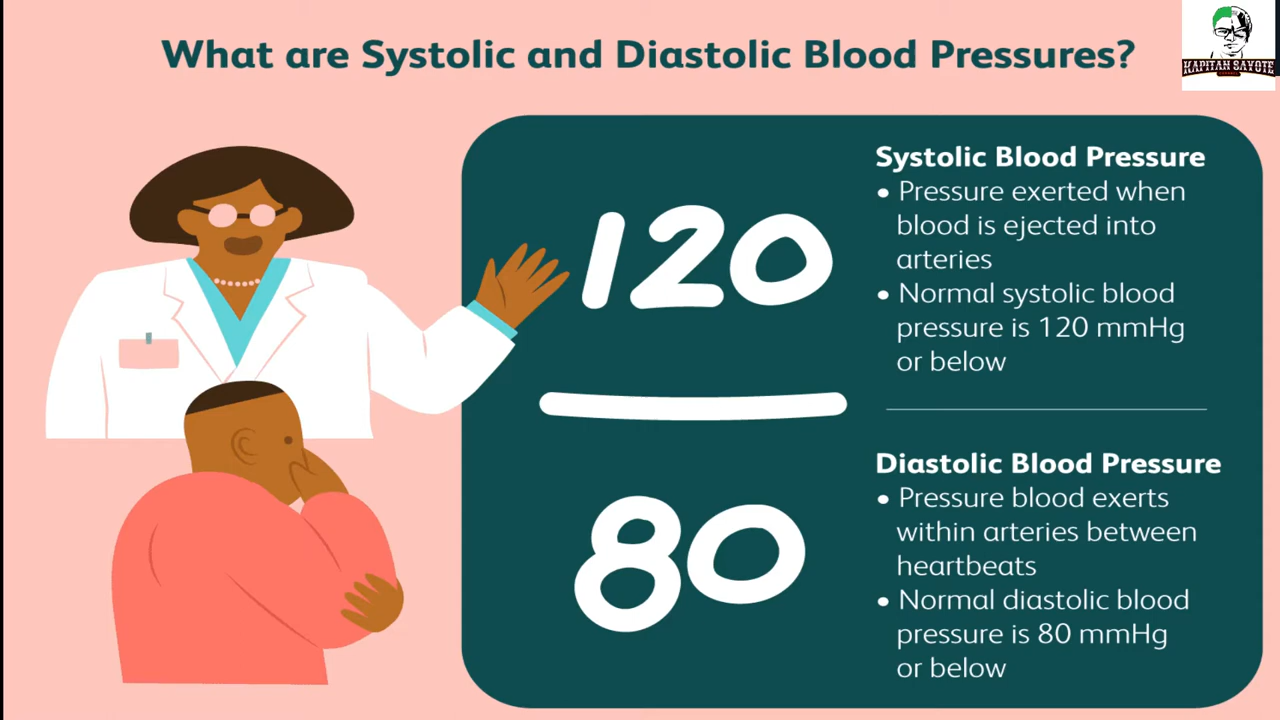 What are Systolic and Diastolic Blood Pressures?
KAPITAN SAYOTE
120
80
Systolic Blood Pressure
• Pressure exerted when
blood is ejected into
arteries
• Normal systolic blood
pressure is 120 mmHg
or below
Diastolic Blood Pressure
• Pressure blood exerts
within arteries between
heartbeats
• Normal diastolic blood
pressure is 80 mmHg
or below